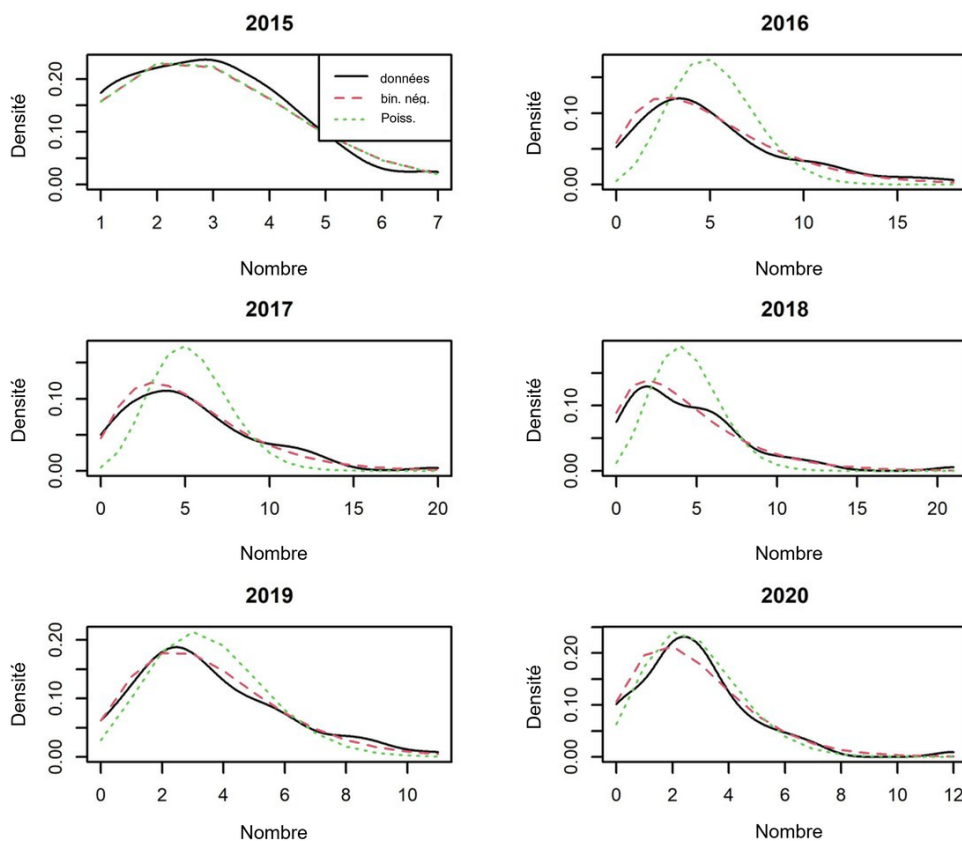 2015
Densité
0.00 0.10 0.20
données
bin. nég.
Poiss.
1 2 3 4 5 6 7
Nombre
2016
Densité
0.00 0.10
0 5 10 15
Nombre
2017
Densité
0.00 0.10
0 5 10 15 20
Nombre
2018
Densité
0.00 0.10
0 5 10 15 20
Nombre
2019
Densité
0.00 0.10 0.20
0 2 4 6 8 10
Nombre
2020
Densité
0.00 0.10 0.20
0 2 4 6 8 10 12
Nombre